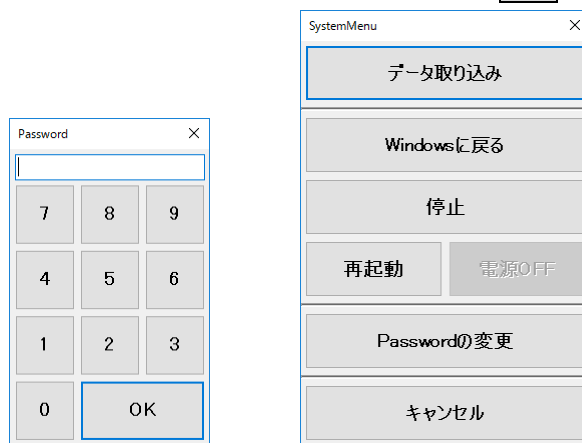 Password
7 8 9
4 5 6
1 2 3
0 OK
SystemMenu
データ取り込み
Windowsに戻る
停止
再起動 電源OFF
Passwordの変更
キャンセル